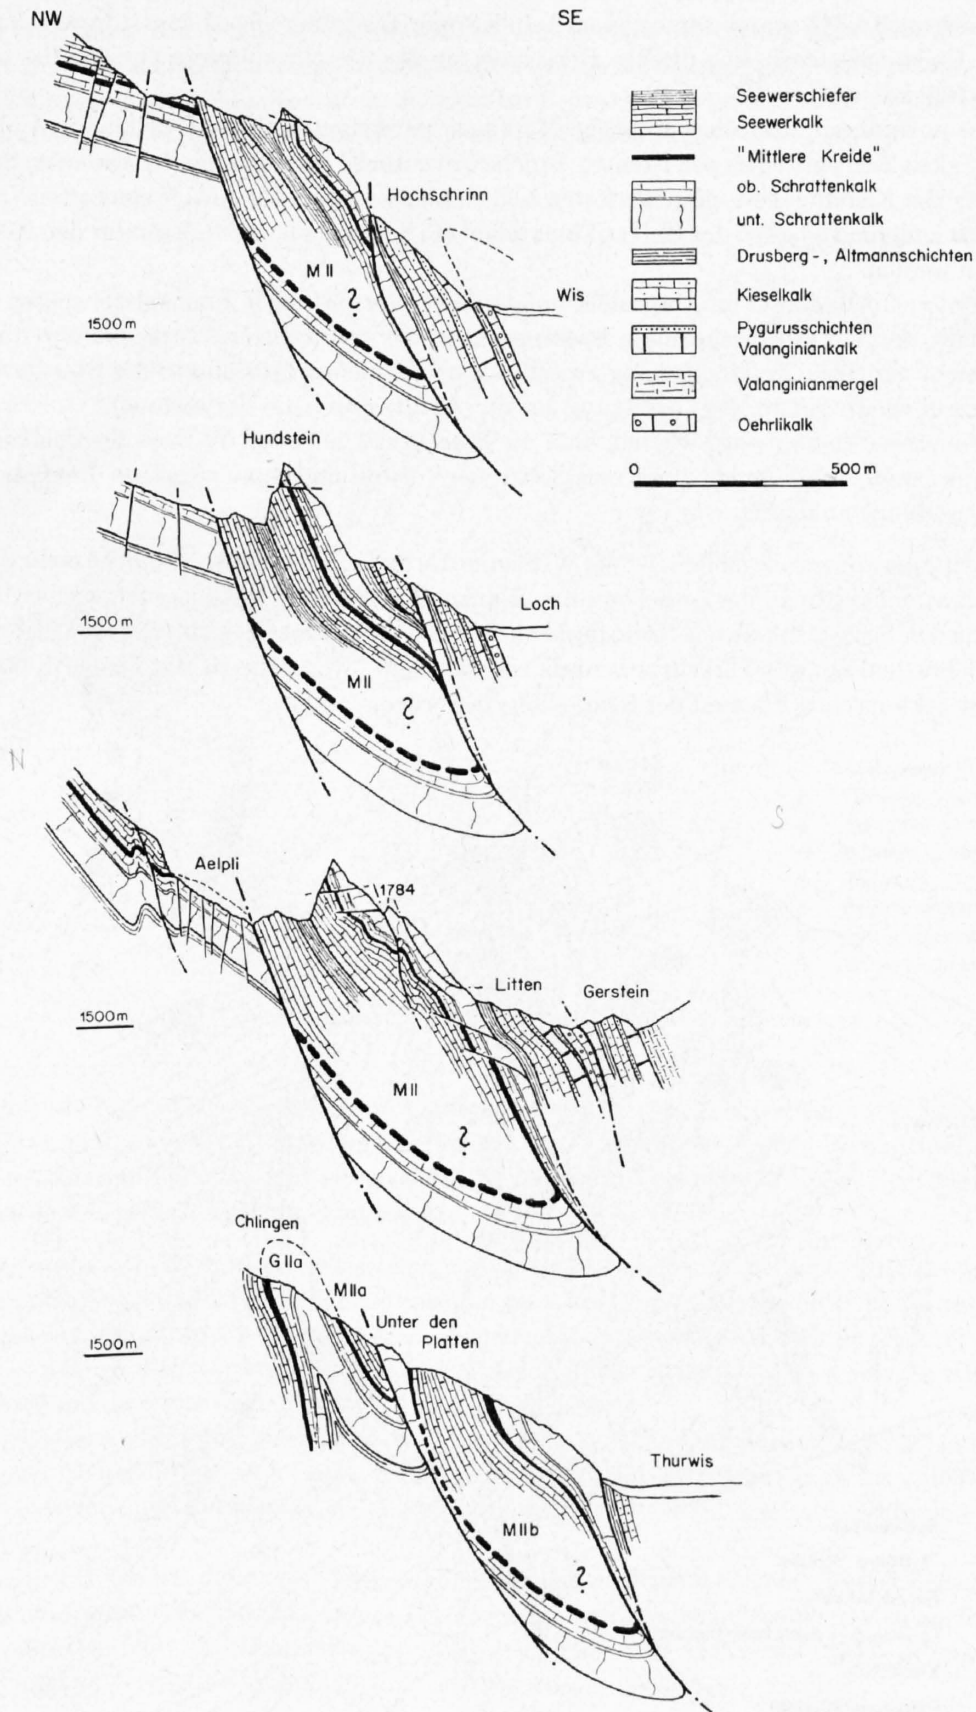 NW
SE
Seewerschiefer
Seewerkalk
"Mittlere Kreide"
ob. Schrattenkalk
unt. Schrattenkalk
Drusberg-, Altmannschichten
Kieselkalk
Pygurusschichten
Valanginiankalk
Valanginianmergel
Oehrlikalk
0 500 m
Hochschrinn
M II
?
Wis
1500 m
Hundstein
Loch
1500 m
M II
?
N
S
Aelpli
1784
Litten
Gerstein
1500 m
M II
?
Chlingen
G IIa
M IIa
Unter den
Platten
1500 m
Thurwis
M IIb
?